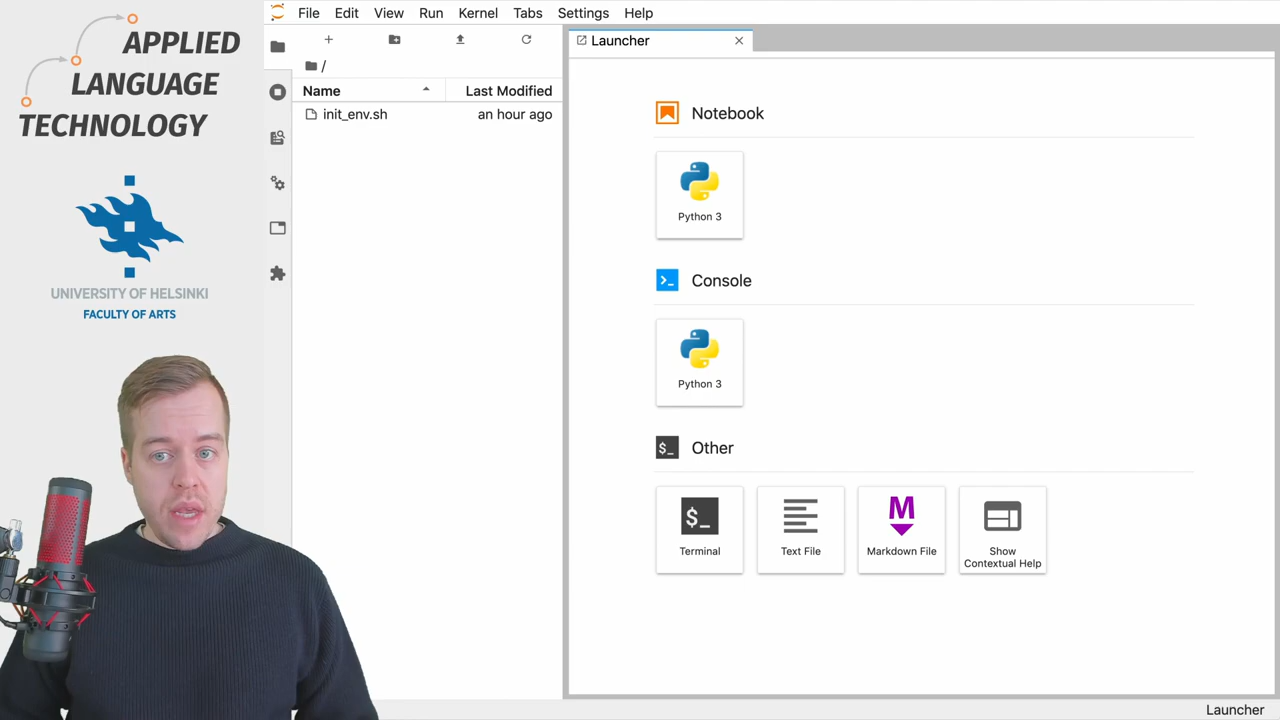 APPLIED
LANGUAGE
TECHNOLOGY
UNIVERSITY OF HELSINKI
FACULTY OF ARTS
File Edit View Run Kernel Tabs Settings Help
/
Name Last Modified
init_env.sh an hour ago
Launcher
Notebook
Python 3
Console
Python 3
$_ Other
$_
Terminal
Text File
M
Markdown File
Show
Contextual Help
Launcher